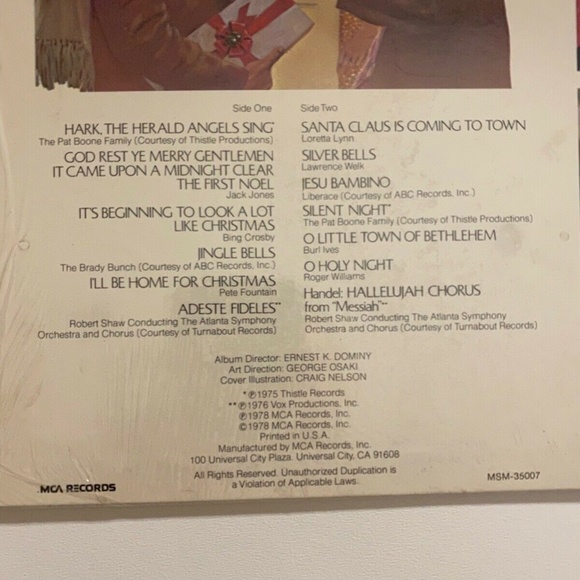 Side One
HARK, THE HERALD ANGELS SING*
The Pat Boone Family (Courtesy of Thistle Productions)
GOD REST YE MERRY GENTLEMEN
IT CAME UPON A MIDNIGHT CLEAR
THE FIRST NOEL
Jack Jones
IT'S BEGINNING TO LOOK A LOT
LIKE CHRISTMAS
Bing Crosby
JINGLE BELLS
The Brady Bunch (Courtesy of ABC Records, Inc.)
I'LL BE HOME FOR CHRISTMAS
Pete Fountain
ADESTE FIDELES**
Robert Shaw Conducting The Atlanta Symphony
Orchestra and Chorus (Courtesy of Turnabout Records)
Side Two
SANTA CLAUS IS COMING TO TOWN
Loretta Lynn
SILVER BELLS
Lawrence Welk
JESU BAMBINO
Liberace (Courtesy of ABC Records, Inc.)
SILENT NIGHT*
The Pat Boone Family (Courtesy of Thistle Productions)
O LITTLE TOWN OF BETHLEHEM
Burl Ives
O HOLY NIGHT
Roger Williams
Handel: HALLELUJAH CHORUS
from "Messiah"**
Robert Shaw Conducting The Atlanta Symphony
Orchestra and Chorus (Courtesy of Turnabout Records)
Album Director: ERNEST K. DOMINY
Art Direction: GEORGE OSAKI
Cover Illustration: CRAIG NELSON
*℗1975 Thistle Records
**℗1976 Vox Productions, Inc.
℗1978 MCA Records, Inc.
©1978 MCA Records, Inc.
Printed in U.S.A.
Manufactured by MCA Records, Inc.
100 Universal City Plaza, Universal City, CA 91608
All Rights Reserved. Unauthorized Duplication is
a Violation of Applicable Laws.
MCA RECORDS
MSM-35007